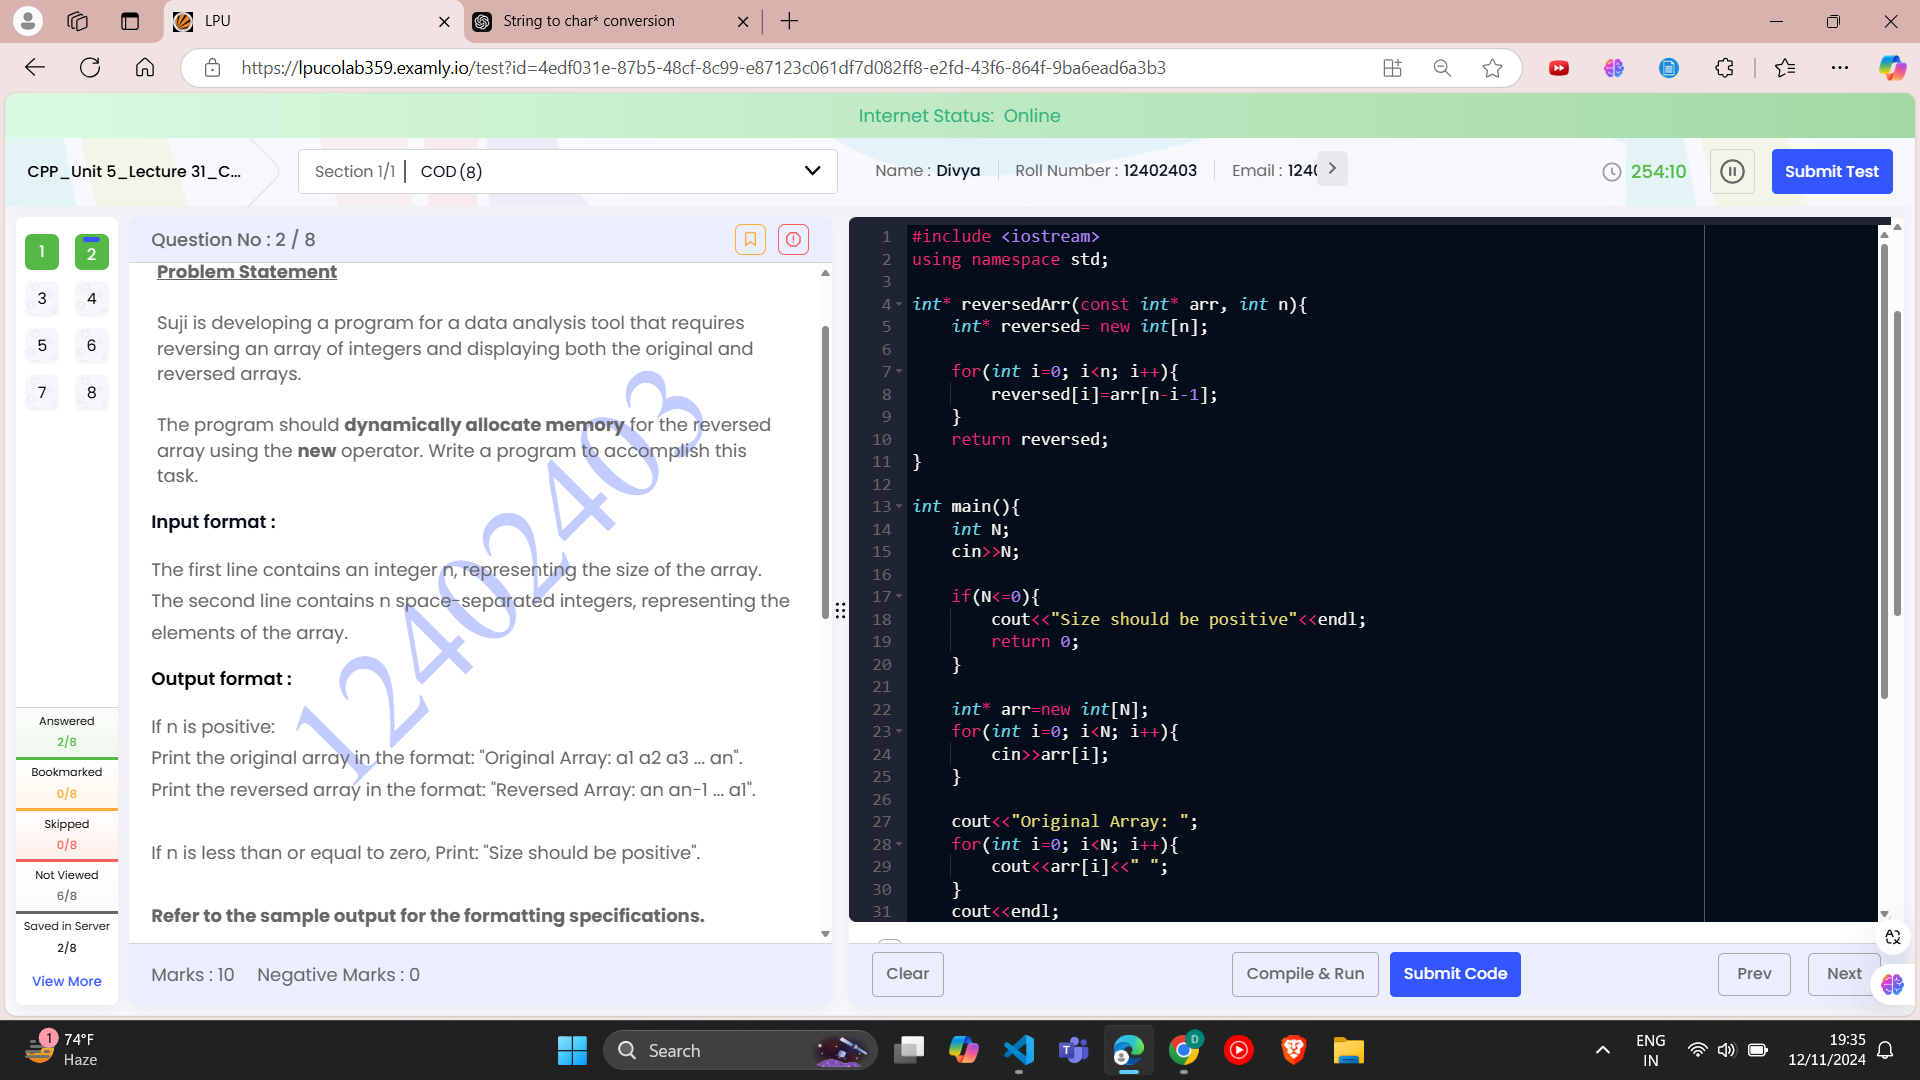 LPU
String to char* conversion
https://lpucolab359.examly.io/test?id=4edf031e-87b5-48cf-8c99-e87123c061df7d082ff8-e2fd-43f6-864f-9ba6ead6a3b3
Internet Status: Online
CPP_Unit 5_Lecture 31_C...
Section 1/1 | COD (8)
Name : Divya
Roll Number : 12402403
Email : 1240
254:10
Submit Test
1
2
3
4
5
6
7
8
Answered
2/8
Bookmarked
0/8
Skipped
0/8
Not Viewed
6/8
Saved in Server
2/8
View More
Question No : 2 / 8
Problem Statement
Suji is developing a program for a data analysis tool that requires
reversing an array of integers and displaying both the original and
reversed arrays.
The program should dynamically allocate memory for the reversed
array using the new operator. Write a program to accomplish this
task.
Input format :
The first line contains an integer n, representing the size of the array.
The second line contains n space-separated integers, representing the
elements of the array.
Output format :
If n is positive:
Print the original array in the format: "Original Array: a1 a2 a3 ... an".
Print the reversed array in the format: "Reversed Array: an an-1 ... a1".
If n is less than or equal to zero, Print: "Size should be positive".
Refer to the sample output for the formatting specifications.
12402403
Marks : 10 Negative Marks : 0
1 #include <iostream>
2 using namespace std;
3
4 int* reversedArr(const int* arr, int n){
5     int* reversed= new int[n];
6
7     for(int i=0; i<n; i++){
8         reversed[i]=arr[n-i-1];
9     }
10     return reversed;
11 }
12
13 int main(){
14     int N;
15     cin>>N;
16
17     if(N<=0){
18         cout<<"Size should be positive"<<endl;
19         return 0;
20     }
21
22     int* arr=new int[N];
23     for(int i=0; i<N; i++){
24         cin>>arr[i];
25     }
26
27     cout<<"Original Array: ";
28     for(int i=0; i<N; i++){
29         cout<<arr[i]<<" ";
30     }
31     cout<<endl;
Clear
Compile & Run
Submit Code
Prev
Next
1
74°F
Haze
Search
D
ENG
IN
19:35
12/11/2024